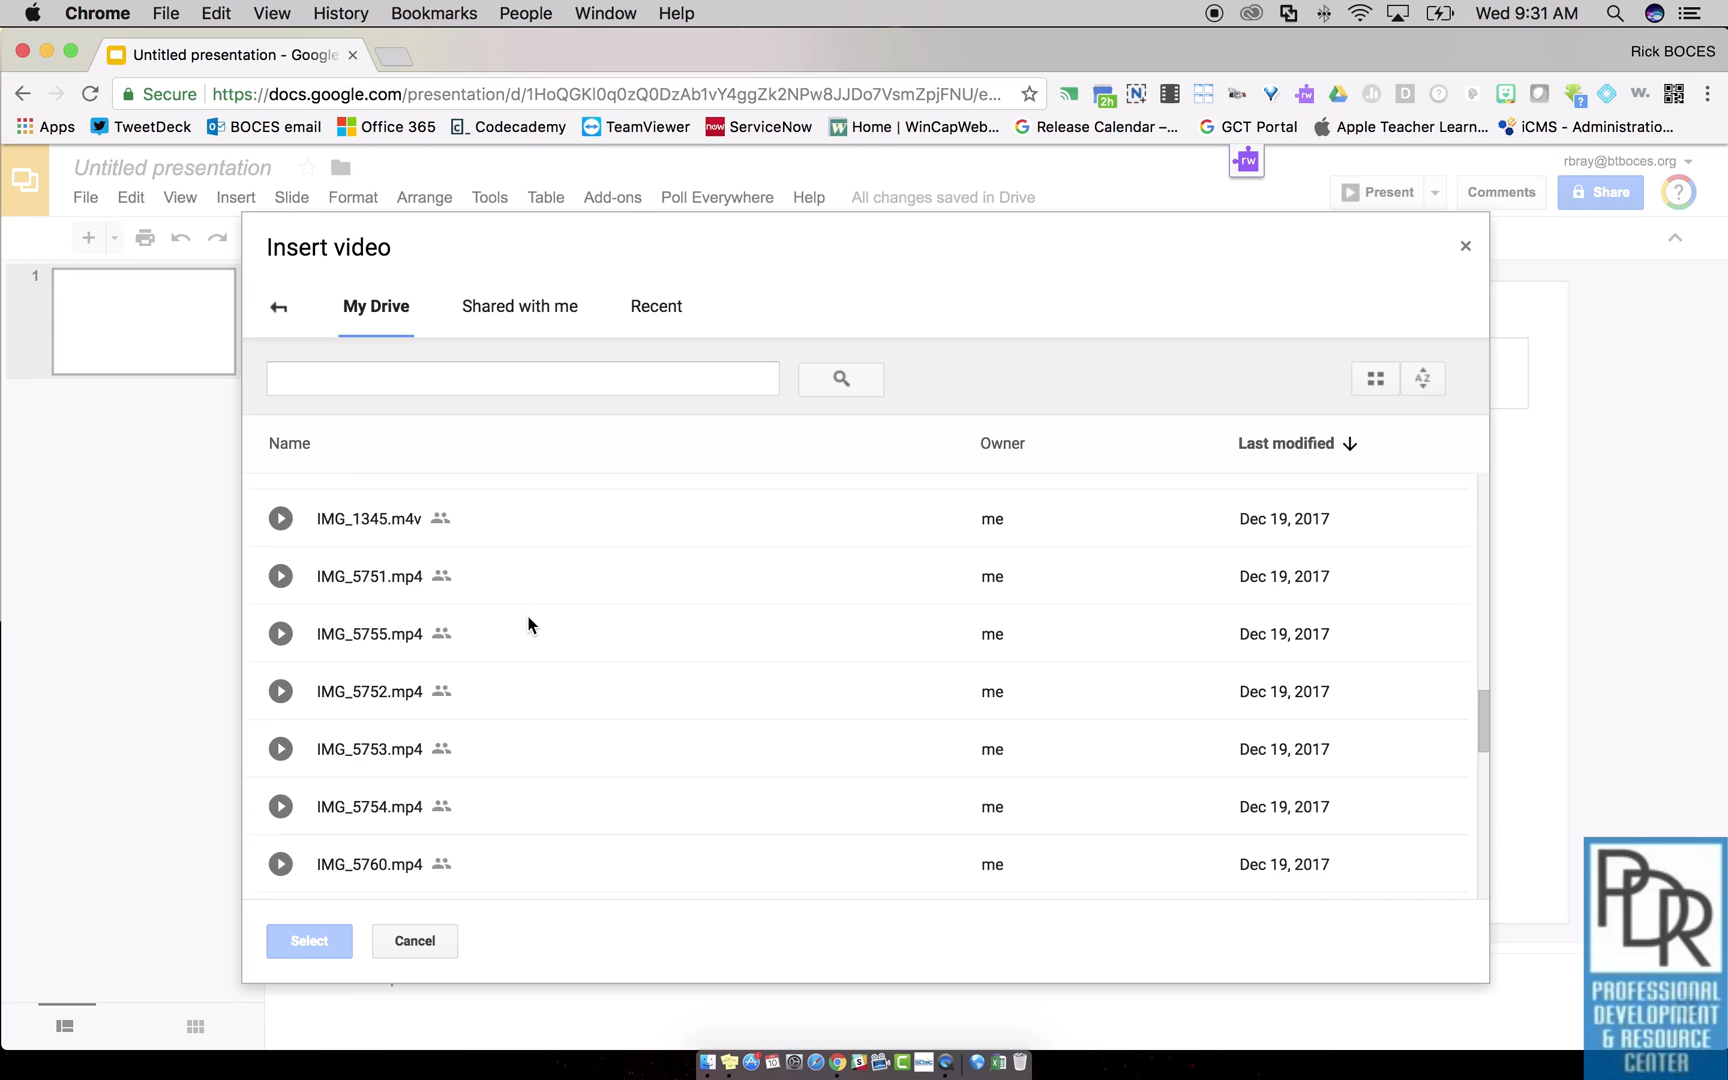 Chrome File Edit View History Bookmarks People Window Help Wed 9:31 AM
Untitled presentation - Google Rick BOCES
Secure https://docs.google.com/presentation/d/1HoQGKl0q0zQ0DzAb1vY4ggZk2NPw8JJDo7VsmZpjFNU/e... 2h
Apps TweetDeck BOCES email Office 365 Codecademy TeamViewer ServiceNow Home | WinCapWeb... Release Calendar –... GCT Portal Apple Teacher Learn... iCMS - Administratio...
rw
Untitled presentation rbray@btboces.org
File Edit View Insert Slide Format Arrange Tools Table Add-ons Poll Everywhere Help All changes saved in Drive Present Comments Share
Insert video
1
My Drive Shared with me Recent
AZ
Name Owner Last modified
IMG_1345.m4v me Dec 19, 2017
IMG_5751.mp4 me Dec 19, 2017
IMG_5755.mp4 me Dec 19, 2017
IMG_5752.mp4 me Dec 19, 2017
IMG_5753.mp4 me Dec 19, 2017
IMG_5754.mp4 me Dec 19, 2017
IMG_5760.mp4 me Dec 19, 2017
Select Cancel
PDR
PROFESSIONAL
DEVELOPMENT
& RESOURCE
CENTER